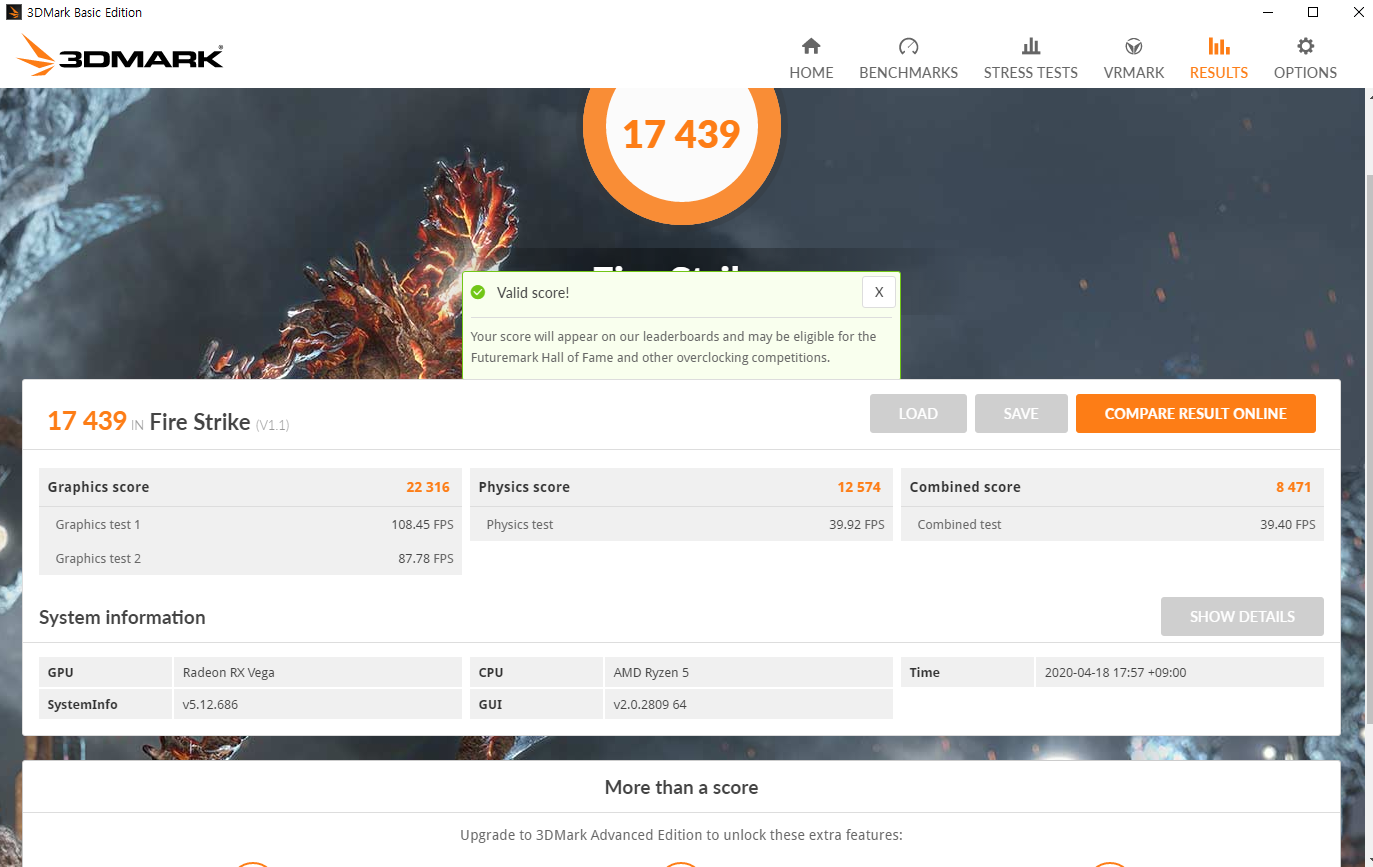 3DMark Basic Edition
3DMARK
HOME BENCHMARKS STRESS TESTS VRMARK RESULTS OPTIONS
17 439
Fire Strike
Valid score! X
Your score will appear on our leaderboards and may be eligible for the
Futuremark Hall of Fame and other overclocking competitions.
17 439 IN Fire Strike (V1.1) LOAD SAVE COMPARE RESULT ONLINE
Graphics score 22 316
Graphics test 1 108.45 FPS
Graphics test 2 87.78 FPS
Physics score 12 574
Physics test 39.92 FPS
Combined score 8 471
Combined test 39.40 FPS
System information SHOW DETAILS
GPU Radeon RX Vega CPU AMD Ryzen 5 Time 2020-04-18 17:57 +09:00
SystemInfo v5.12.686 GUI v2.0.2809 64
More than a score
Upgrade to 3DMark Advanced Edition to unlock these extra features: